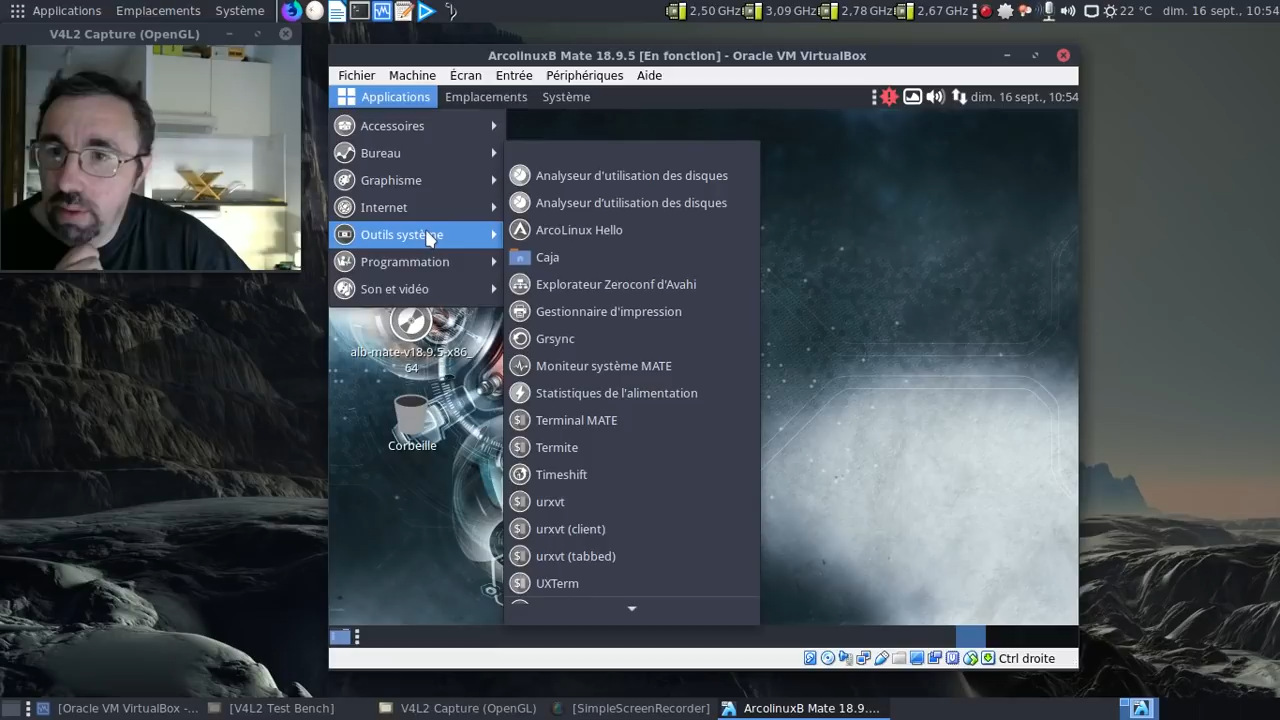 Applications Emplacements Système
2,50 GHz 3,09 GHz 2,78 GHz 2,67 GHz 22 °C dim. 16 sept., 10:54
V4L2 Capture (OpenGL)
ArcolinuxB Mate 18.9.5 [En fonction] - Oracle VM VirtualBox
Fichier Machine Écran Entrée Périphériques Aide
Applications Emplacements Système dim. 16 sept., 10:54
Accessoires
Bureau
Graphisme
Internet
Outils système
Programmation
Son et vidéo
Analyseur d'utilisation des disques
Analyseur d'utilisation des disques
ArcoLinux Hello
Caja
Explorateur Zeroconf d'Avahi
Gestionnaire d'impression
Grsync
Moniteur système MATE
Statistiques de l'alimentation
Terminal MATE
Termite
Timeshift
urxvt
urxvt (client)
urxvt (tabbed)
UXTerm
alb-mate-v18.9.5-x86_
64
Corbeille
Ctrl droite
[Oracle VM VirtualBox -... [V4L2 Test Bench] V4L2 Capture (OpenGL) [SimpleScreenRecorder] ArcolinuxB Mate 18.9....